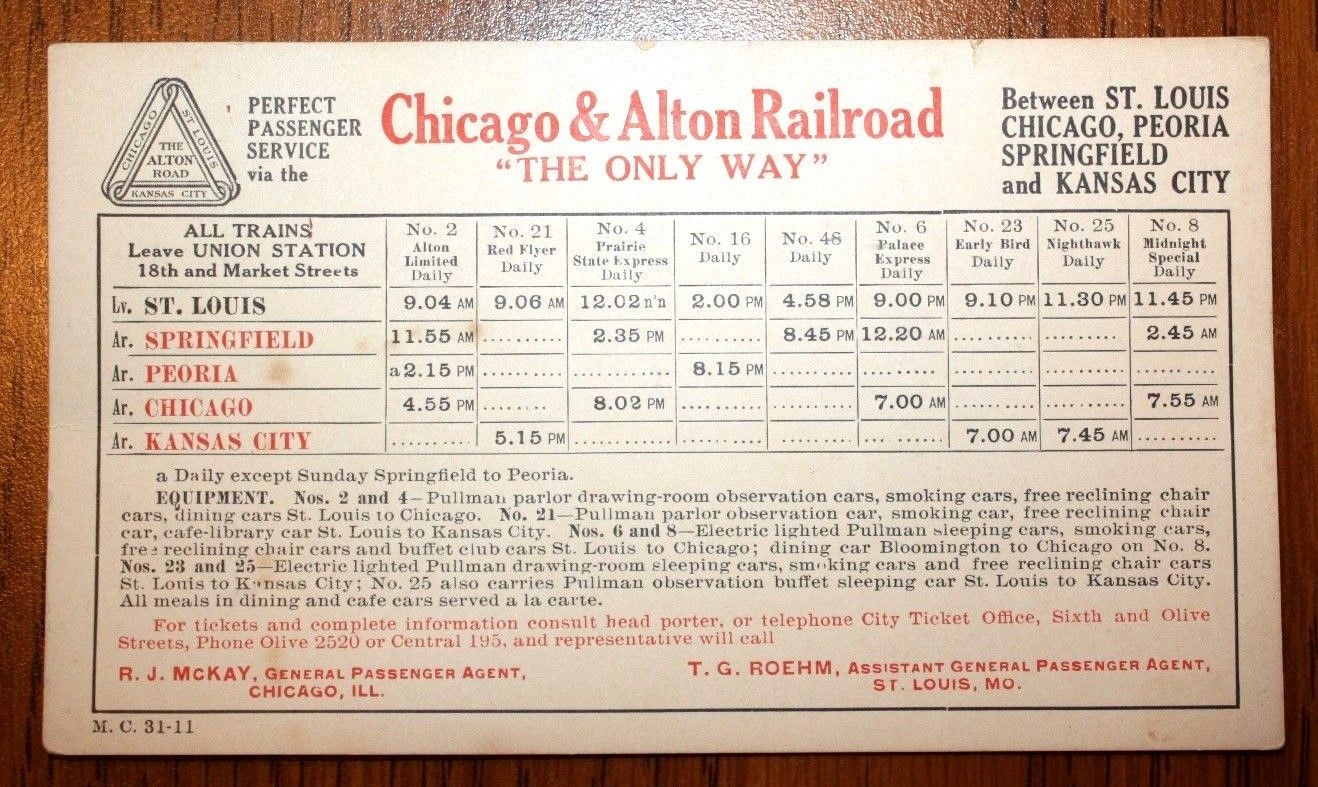 CHICAGO
ST. LOUIS
THE
ALTON
ROAD
KANSAS CITY
PERFECT
PASSENGER
SERVICE
via the
Chicago & Alton Railroad
"THE ONLY WAY"
Between ST. LOUIS
CHICAGO, PEORIA
SPRINGFIELD
and KANSAS CITY
ALL TRAINS
Leave UNION STATION
18th and Market Streets
No. 2 Alton Limited Daily
No. 21 Red Flyer Daily
No. 4 Prairie State Express Daily
No. 16 Daily
No. 48 Daily
No. 6 Palace Express Daily
No. 23 Early Bird Daily
No. 25 Nighthawk Daily
No. 8 Midnight Special Daily
Lv. ST. LOUIS 9.04 AM 9.06 AM 12.02 n'n 2.00 PM 4.58 PM 9.00 PM 9.10 PM 11.30 PM 11.45 PM
Ar. SPRINGFIELD 11.55 AM .......... 2.35 PM .......... 8.45 PM 12.20 AM .......... .......... 2.45 AM
Ar. PEORIA a2.15 PM .......... .......... 8.15 PM .......... .......... .......... .......... ..........
Ar. CHICAGO 4.55 PM .......... 8.02 PM .......... .......... 7.00 AM .......... .......... 7.55 AM
Ar. KANSAS CITY .......... 5.15 PM .......... .......... .......... .......... 7.00 AM 7.45 AM ..........
a Daily except Sunday Springfield to Peoria.
EQUIPMENT. Nos. 2 and 4—Pullman parlor drawing-room observation cars, smoking cars, free reclining chair
cars, dining cars St. Louis to Chicago. No. 21—Pullman parlor observation car, smoking car, free reclining chair
car, cafe-library car St. Louis to Kansas City. Nos. 6 and 8—Electric lighted Pullman sleeping cars, smoking cars,
free reclining chair cars and buffet club cars St. Louis to Chicago; dining car Bloomington to Chicago on No. 8.
Nos. 23 and 25—Electric lighted Pullman drawing-room sleeping cars, smoking cars and free reclining chair cars
St. Louis to Kansas City; No. 25 also carries Pullman observation buffet sleeping car St. Louis to Kansas City.
All meals in dining and cafe cars served a la carte.
For tickets and complete information consult head porter, or telephone City Ticket Office, Sixth and Olive
Streets, Phone Olive 2520 or Central 195, and representative will call
R. J. McKAY, GENERAL PASSENGER AGENT,
CHICAGO, ILL.
T. G. ROEHM, ASSISTANT GENERAL PASSENGER AGENT,
ST. LOUIS, MO.
M. C. 31-11